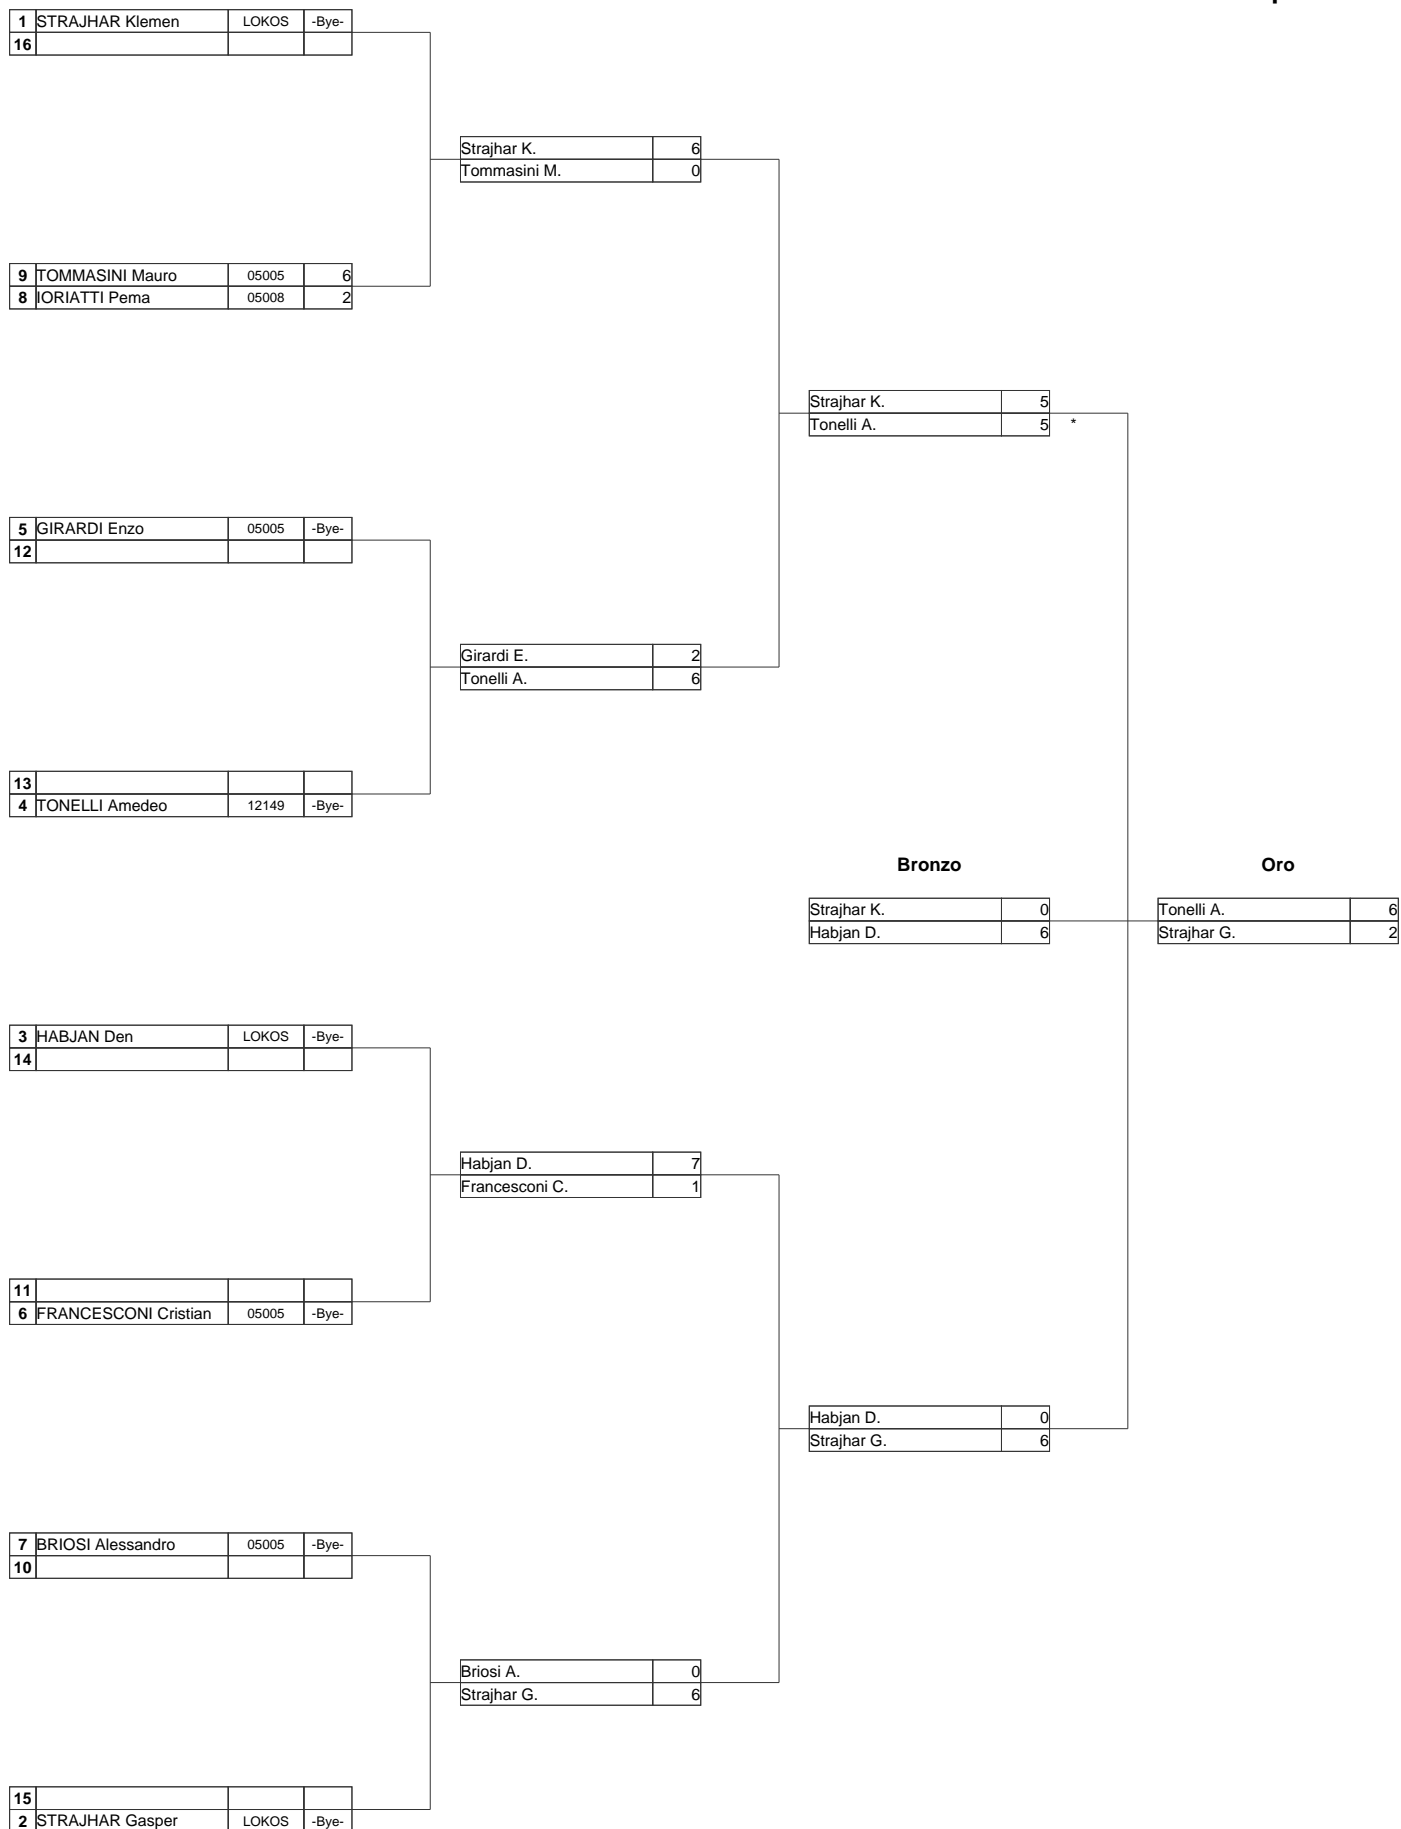 1 STRAJHAR Klemen LOKOS -Bye-
16
Strajhar K. 6
Tommasini M. 0
9 TOMMASINI Mauro 05005 6
8 IORIATTI Pema 05008 2
Strajhar K. 5
Tonelli A. 5 *
5 GIRARDI Enzo 05005 -Bye-
12
Girardi E. 2
Tonelli A. 6
13
4 TONELLI Amedeo 12149 -Bye-
Bronzo Oro
Strajhar K. 0 Tonelli A. 6
Habjan D. 6 Strajhar G. 2
3 HABJAN Den LOKOS -Bye-
14
Habjan D. 7
Francesconi C. 1
11
6 FRANCESCONI Cristian 05005 -Bye-
Habjan D. 0
Strajhar G. 6
7 BRIOSI Alessandro 05005 -Bye-
10
Briosi A. 0
Strajhar G. 6
15
2 STRAJHAR Gasper LOKOS -Bye-